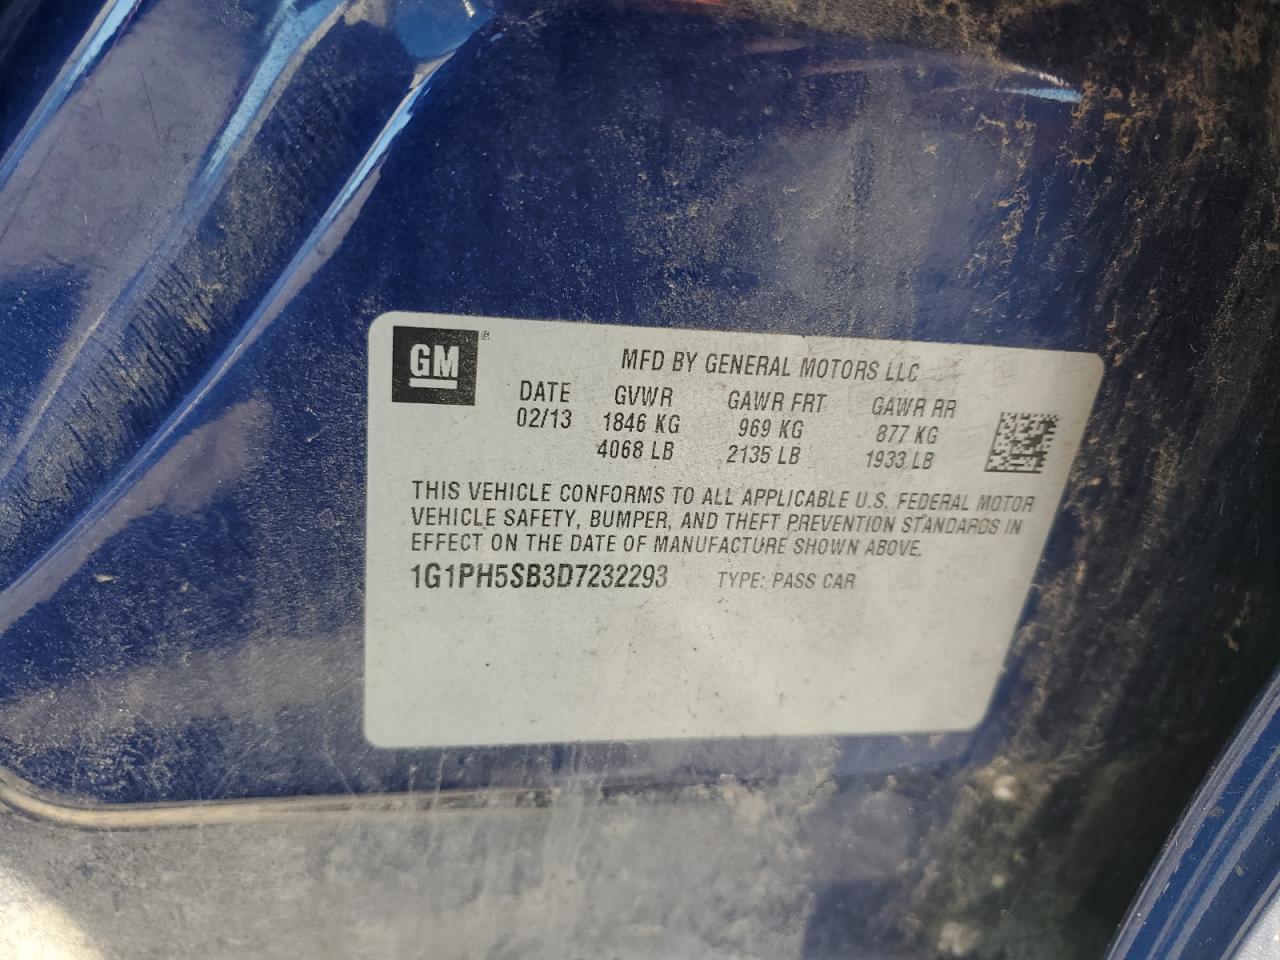 GM ®
MFD BY GENERAL MOTORS LLC
DATE GVWR GAWR FRT GAWR RR
02/13 1846 KG 969 KG 877 KG
4068 LB 2135 LB 1933 LB
THIS VEHICLE CONFORMS TO ALL APPLICABLE U.S. FEDERAL MOTOR
VEHICLE SAFETY, BUMPER, AND THEFT PREVENTION STANDARDS IN
EFFECT ON THE DATE OF MANUFACTURE SHOWN ABOVE.
1G1PH5SB3D7232293 TYPE: PASS CAR